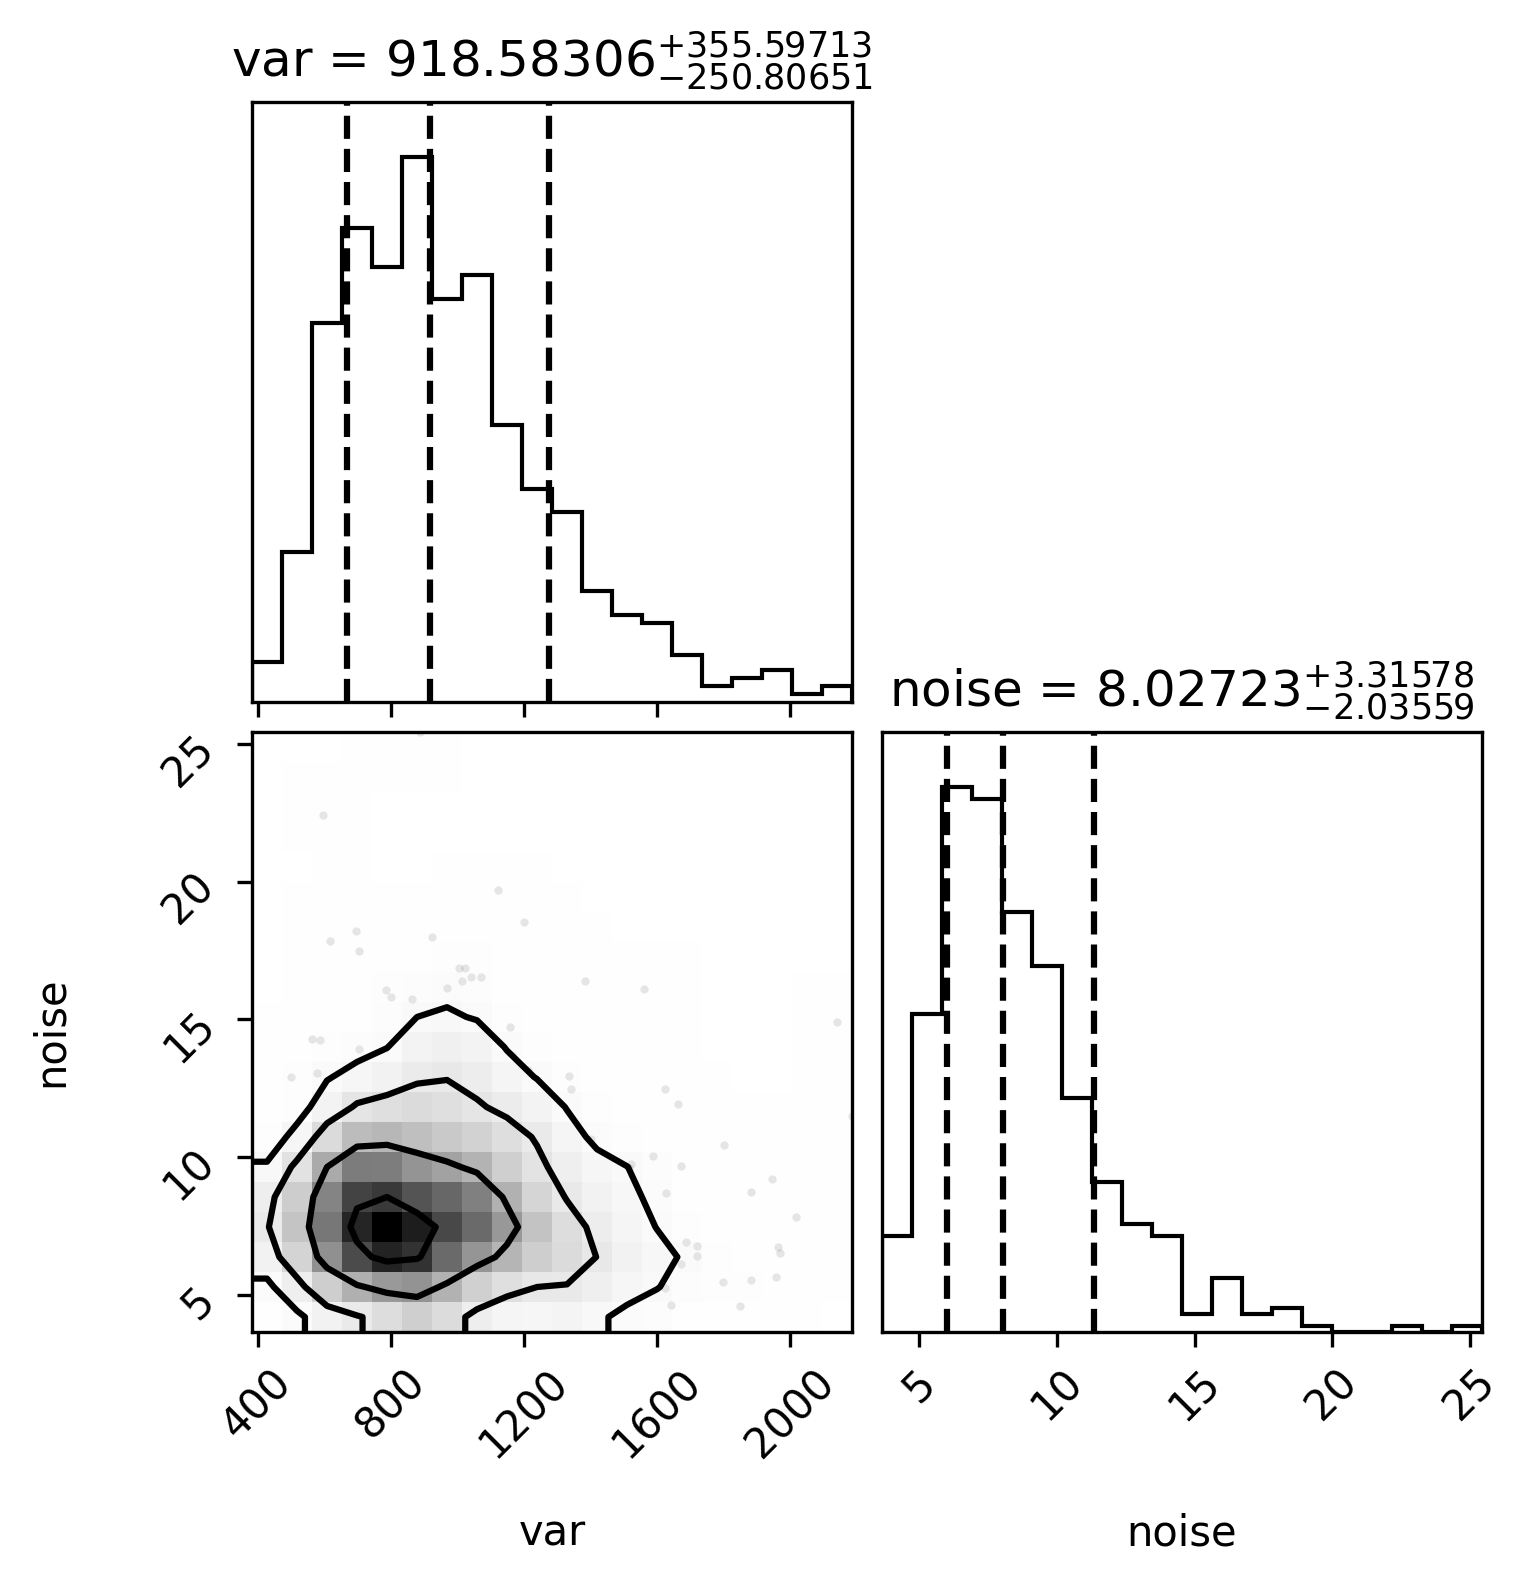 var = 918.58306+355.59713−250.80651
noise = 8.02723+3.31578−2.03559
25
20
15
10
5
noise
400 800 1200 1600 2000
var
5 10 15 20 25
noise